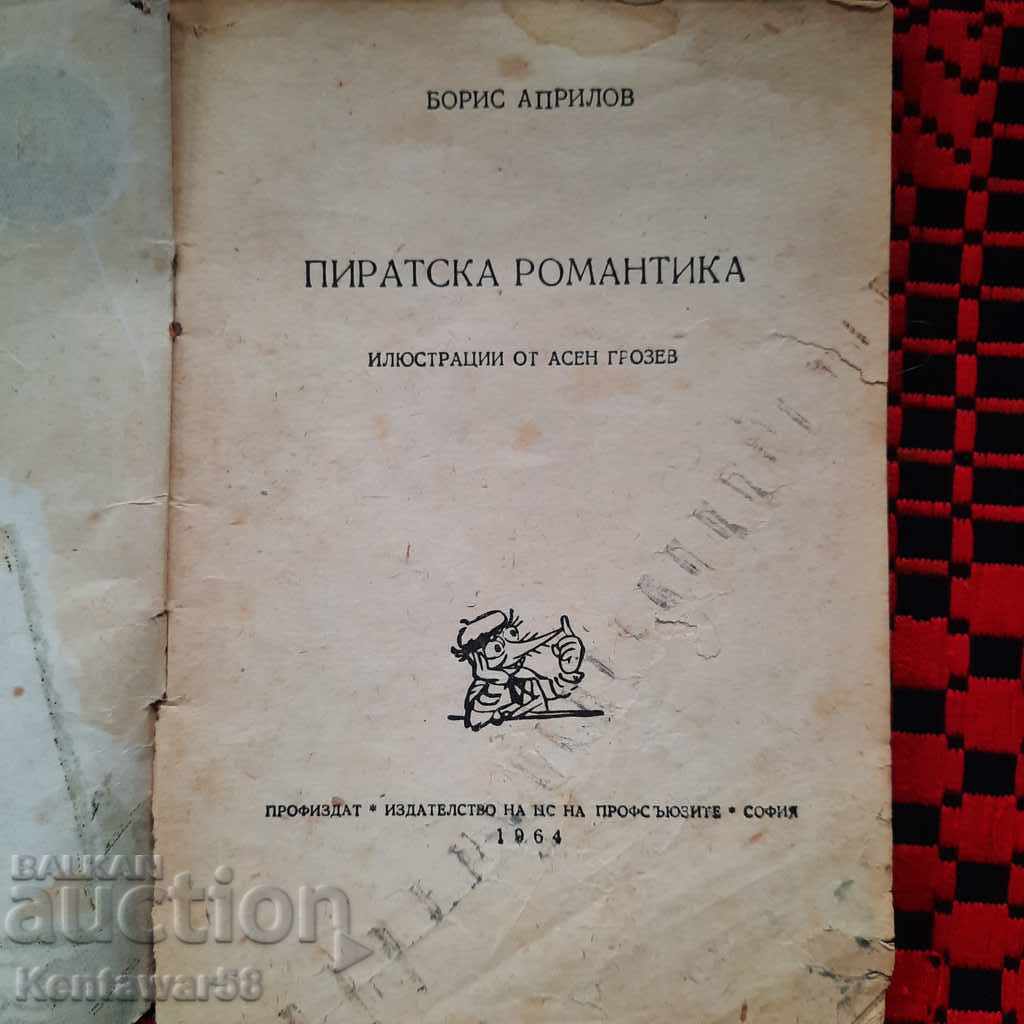 БОРИС АПРИЛОВ
ПИРАТСКА РОМАНТИКА
ИЛЮСТРАЦИИ ОТ АСЕН ГРОЗЕВ
ПРОФИЗДАТ * ИЗДАТЕЛСТВО НА ЦС НА ПРОФСЪЮЗИТЕ * СОФИЯ
1964
BALKAN
auction
Kentawar58